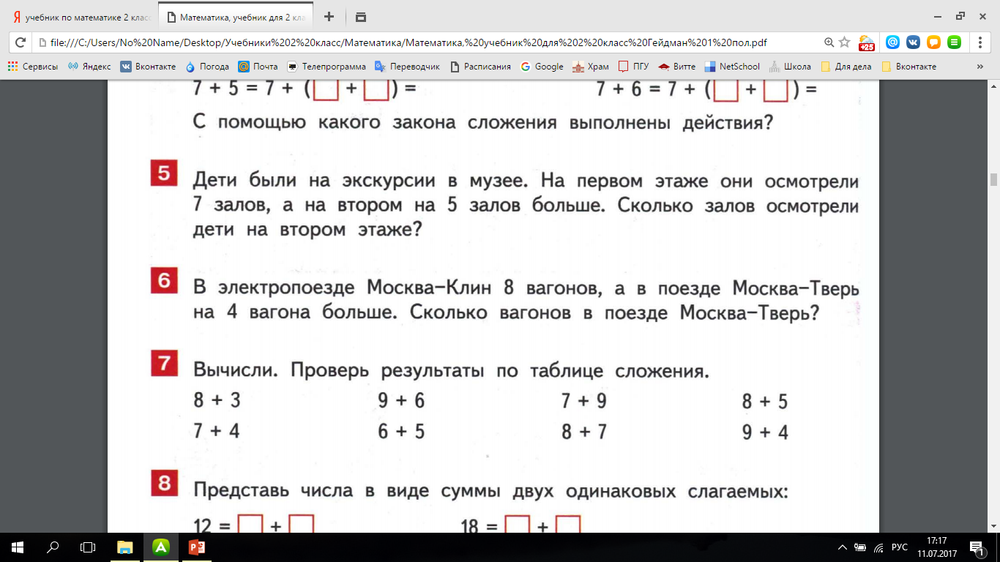 учебник по математике 2 клас
Математика, учебник для 2 кла
file:///C:/Users/No%20Name/Desktop/Учебники%202%20класс/Математика/Математика,%20учебник%20для%202%20класс%20Гейдман%201%20пол.pdf
Сервисы Яндекс Вконтакте Погода Почта Телепрограмма Переводчик Расписания Google Храм ПГУ Витте NetSchool Школа Для дела Вконтакте »
7 + 5 = 7 + ( + ) = 7 + 6 = 7 + ( + ) =
С помощью какого закона сложения выполнены действия?
5 Дети были на экскурсии в музее. На первом этаже они осмотрели
7 залов, а на втором на 5 залов больше. Сколько залов осмотрели
дети на втором этаже?
6 В электропоезде Москва–Клин 8 вагонов, а в поезде Москва–Тверь
на 4 вагона больше. Сколько вагонов в поезде Москва–Тверь?
7 Вычисли. Проверь результаты по таблице сложения.
8 + 3 9 + 6 7 + 9 8 + 5
7 + 4 6 + 5 8 + 7 9 + 4
8 Представь числа в виде суммы двух одинаковых слагаемых:
12 = + 18 = +
РУС
17:17
11.07.2017